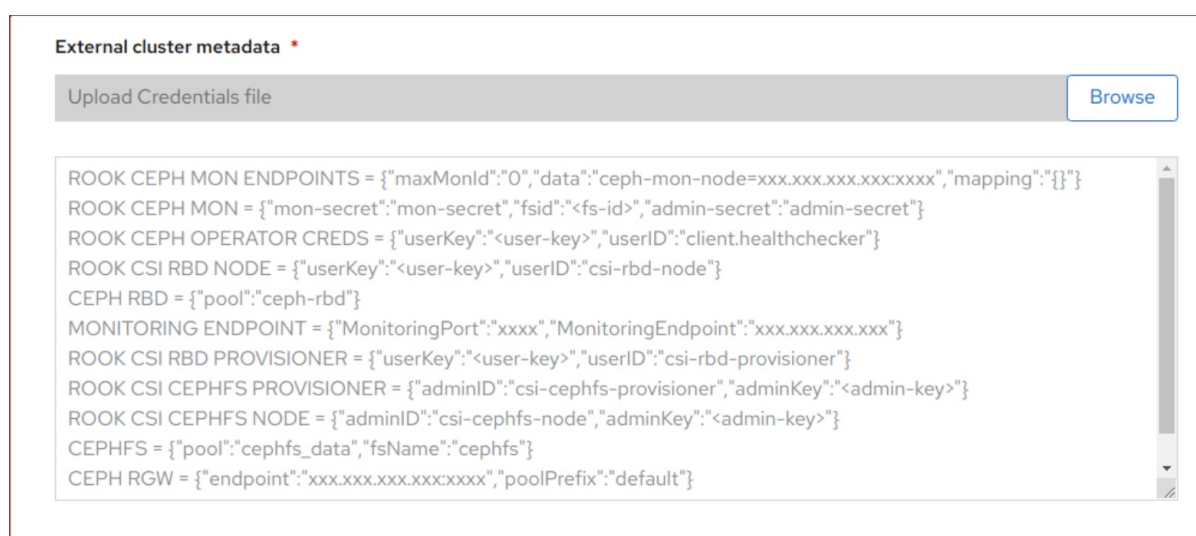 External cluster metadata *
Upload Credentials file
Browse
ROOK CEPH MON ENDPOINTS = {"maxMonId":"0","data":"ceph-mon-node=xxx.xxx.xxx.xxx:xxxx","mapping":"{}"}
ROOK CEPH MON = {"mon-secret":"mon-secret","fsid":"<fs-id>","admin-secret":"admin-secret"}
ROOK CEPH OPERATOR CREDS = {"userKey":"<user-key>","userID":"client.healthchecker"}
ROOK CSI RBD NODE = {"userKey":"<user-key>","userID":"csi-rbd-node"}
CEPH RBD = {"pool":"ceph-rbd"}
MONITORING ENDPOINT = {"MonitoringPort":"xxxx","MonitoringEndpoint":"xxx.xxx.xxx.xxx"}
ROOK CSI RBD PROVISIONER = {"userKey":"<user-key>","userID":"csi-rbd-provisioner"}
ROOK CSI CEPHFS PROVISIONER = {"adminID":"csi-cephfs-provisioner","adminKey":"<admin-key>"}
ROOK CSI CEPHFS NODE = {"adminID":"csi-cephfs-node","adminKey":"<admin-key>"}
CEPHFS = {"pool":"cephfs_data","fsName":"cephfs"}
CEPH RGW = {"endpoint":"xxx.xxx.xxx.xxx:xxxx","poolPrefix":"default"}